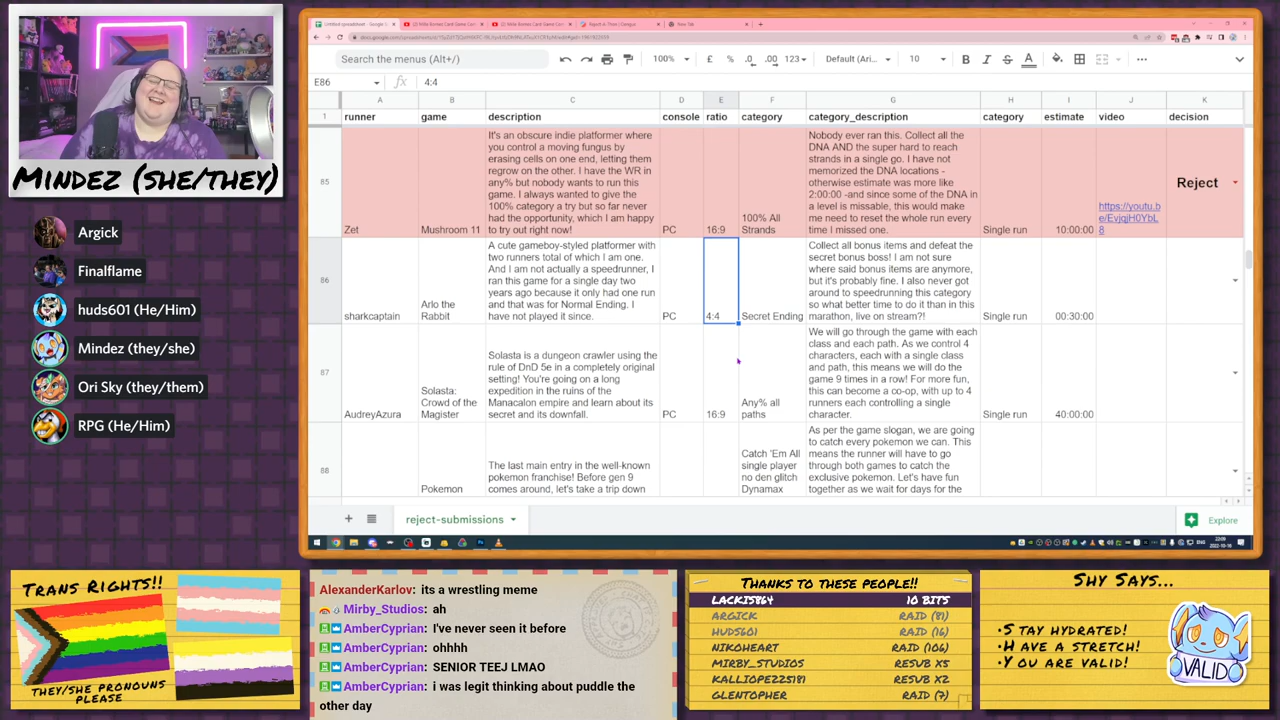 Untitled spreadsheet - Google S
New Tab
Search the menus (Alt+/)
100%
£
%
.0
.00
123
Default (Ari...
10
B
I
S
A
E86
fx
4:4
A
B
C
D
E
F
G
H
I
J
K
1
runner
game
description
console
ratio
category
category_description
category
estimate
video
decision
85
Zet
Mushroom 11
It's an obscure indie platformer where
you control a moving fungus by
erasing cells on one end, letting them
regrow on the other. I have the WR in
any% but nobody wants to run this
game. I always wanted to give the
100% category a try but so far never
had the opportunity, which I am happy
to try out right now!
PC
16:9
100% All
Strands
Nobody ever ran this. Collect all the
DNA AND the super hard to reach
strands in a single go. I have not
memorized the DNA locations -
otherwise estimate was more like
2:00:00 -and since some of the DNA in
a level is missable, this would make
me need to reset the whole run every
time I missed one.
Single run
10:00:00
https://youtu.b
e/EvjqjH0YbL
8
Reject
86
sharkcaptain
Arlo the
Rabbit
A cute gameboy-styled platformer with
two runners total of which I am one.
And I am not actually a speedrunner, I
ran this game for a single day two
years ago because it only had one run
and that was for Normal Ending. I
have not played it since.
PC
4:4
Secret Ending
Collect all bonus items and defeat the
secret bonus boss! I am not sure
where said bonus items are anymore,
but it's probably fine. I also never got
around to speedrunning this category
so what better time to do it than in this
marathon, live on stream?!
Single run
00:30:00
87
AudreyAzura
Solasta:
Crowd of the
Magister
Solasta is a dungeon crawler using the
rule of DnD 5e in a completely original
setting! You're going on a long
expedition in the ruins of the
Manacalon empire and learn about its
secret and its downfall.
PC
16:9
Any% all
paths
We will go through the game with each
class and each path. As we control 4
characters, each with a single class
and path, this means we will do the
game 9 times in a row! For more fun,
this can become a co-op, with up to 4
runners each controlling a single
character.
Single run
40:00:00
88
Pokemon
The last main entry in the well-known
pokemon franchise! Before gen 9
comes around, let's take a trip down
Catch 'Em All
single player
no den glitch
Dynamax
As per the game slogan, we are going
to catch every pokemon we can. This
means the runner will have to go
through both games to catch the
exclusive pokemon. Let's have fun
together as we wait for days for the
reject-submissions
Explore
Mindez (she/they)
Argick
Finalflame
huds601 (He/Him)
Mindez (they/she)
Ori Sky (they/them)
RPG (He/Him)
Trans Rights!!
They/She pronouns
please
AlexanderKarlov: its a wrestling meme
Mirby_Studios: ah
AmberCyprian: I've never seen it before
AmberCyprian: ohhhh
AmberCyprian: SENIOR TEEJ LMAO
AmberCyprian: i was legit thinking about puddle the
other day
Thanks to these people!!
LACKIS864 10 BITS
ARGICK RAID (81)
HUDS601 RAID (16)
NIKOHEART RAID (106)
MIRBY_STUDIOS RESUB X5
KALLIOPE225181 RESUB X2
GLENTOPHER RAID (7)
Shy Says...
•Stay hydrated!
•Have a stretch!
•You are valid!
VALID